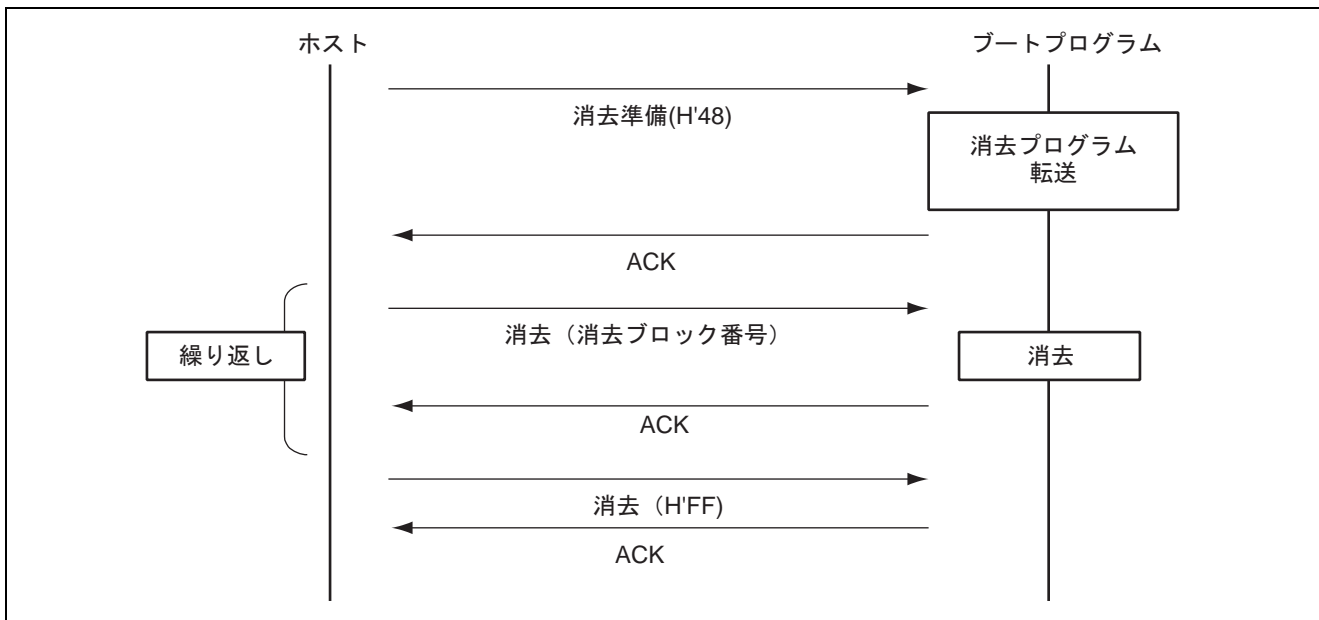 ホスト
ブートプログラム
消去準備(H'48)
消去プログラム
転送
ACK
消去（消去ブロック番号）
繰り返し
消去
ACK
消去（H'FF)
ACK